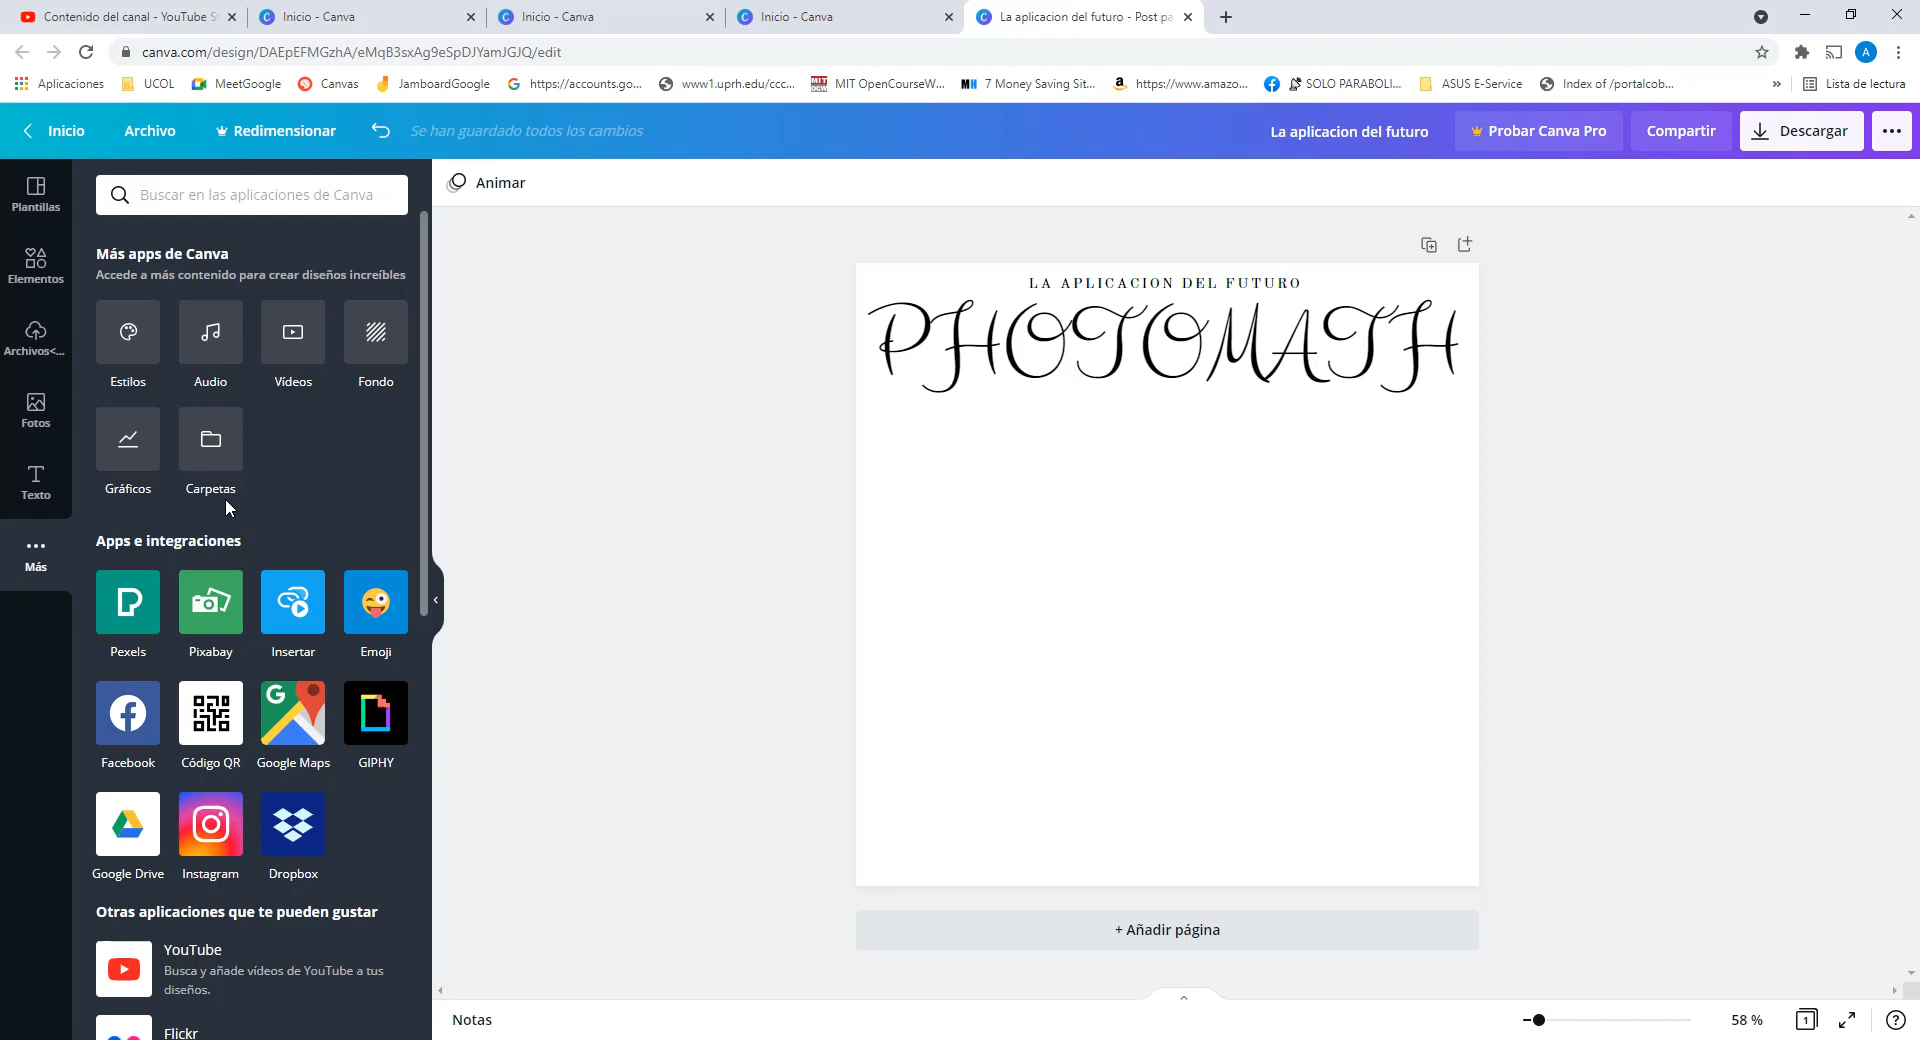 Contenido del canal - YouTube S
Inicio - Canva
Inicio - Canva
Inicio - Canva
La aplicacion del futuro - Post pa
canva.com/design/DAEpEFMGzhA/eMqB3sxAg9eSpDJYamJGJQ/edit
A
Aplicaciones
UCOL
MeetGoogle
Canvas
JamboardGoogle
https://accounts.go...
www1.uprh.edu/ccc...
MIT OpenCourseW...
7 Money Saving Sit...
https://www.amazo...
SOLO PARABOLI...
ASUS E-Service
Index of /portalcob...
»
Lista de lectura
Inicio
Archivo
Redimensionar
Se han guardado todos los cambios
La aplicacion del futuro
Probar Canva Pro
Compartir
Descargar
Plantillas
Elementos
Archivos<...
Fotos
Texto
Más
Buscar en las aplicaciones de Canva
Más apps de Canva
Accede a más contenido para crear diseños increíbles
Estilos
Audio
Vídeos
Fondo
Gráficos
Carpetas
Apps e integraciones
Pexels
Pixabay
Insertar
Emoji
Facebook
Código QR
Google Maps
GIPHY
Google Drive
Instagram
Dropbox
Otras aplicaciones que te pueden gustar
YouTube
Busca y añade vídeos de YouTube a tus
diseños.
Flickr
Animar
LA APLICACION DEL FUTURO
PHOTOMATH
+ Añadir página
Notas
58 %
1